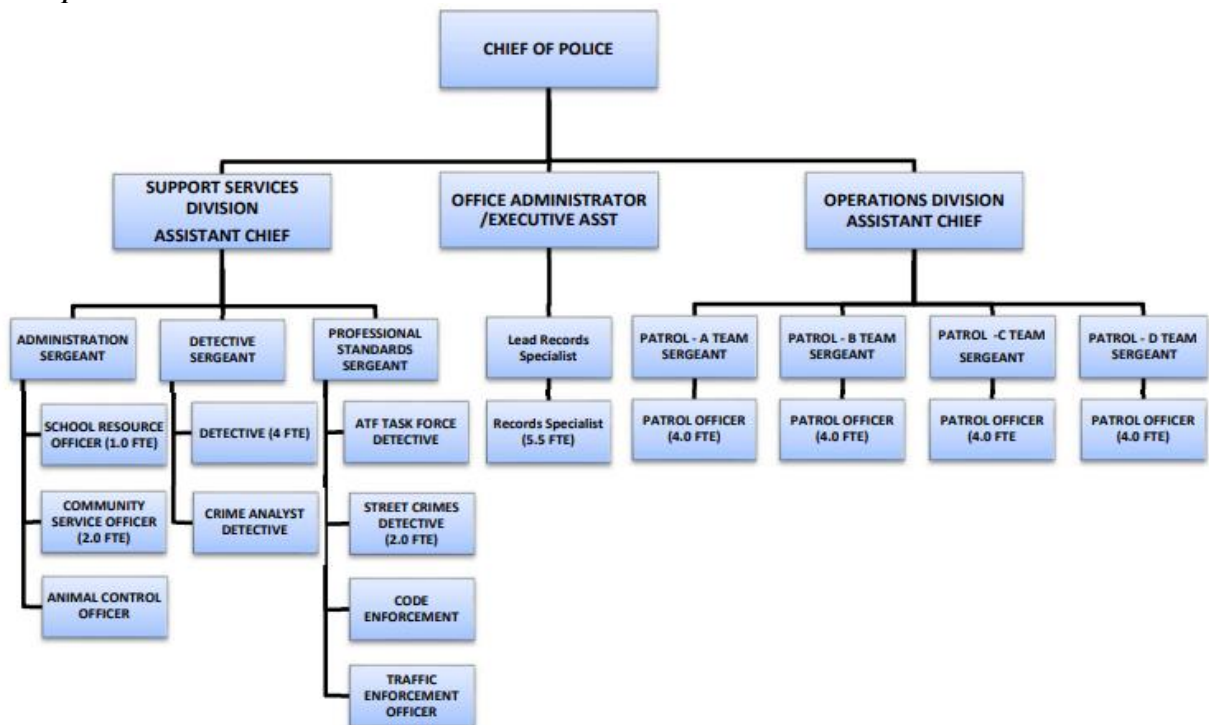 CHIEF OF POLICE
SUPPORT SERVICES
DIVISION
ASSISTANT CHIEF
OFFICE ADMINISTRATOR
/EXECUTIVE ASST
OPERATIONS DIVISION
ASSISTANT CHIEF
ADMINISTRATION
SERGEANT
DETECTIVE
SERGEANT
PROFESSIONAL
STANDARDS
SERGEANT
Lead Records
Specialist
PATROL - A TEAM
SERGEANT
PATROL - B TEAM
SERGEANT
PATROL -C TEAM
SERGEANT
PATROL - D TEAM
SERGEANT
SCHOOL RESOURCE
OFFICER (1.0 FTE)
DETECTIVE (4 FTE)
ATF TASK FORCE
DETECTIVE
Records Specialist
(5.5 FTE)
PATROL OFFICER
(4.0 FTE)
PATROL OFFICER
(4.0 FTE)
PATROL OFFICER
(4.0 FTE
PATROL OFFICER
(4.0 FTE)
COMMUNITY
SERVICE OFFICER
(2.0 FTE)
CRIME ANALYST
DETECTIVE
STREET CRIMES
DETECTIVE
(2.0 FTE)
ANIMAL CONTROL
OFFICER
CODE
ENFORCEMENT
TRAFFIC
ENFORCEMENT
OFFICER